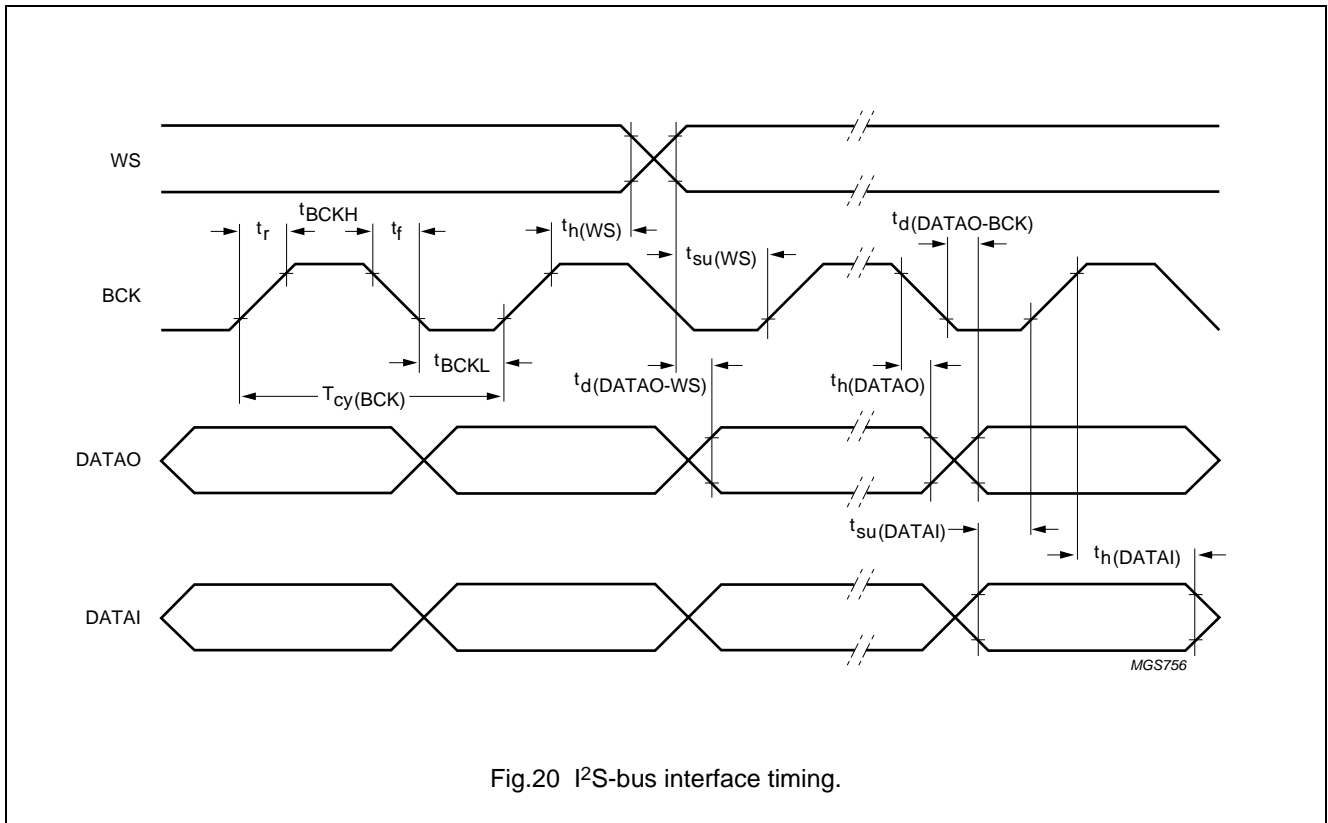 WS
tBCKH
tr
tf
th(WS)
td(DATAO-BCK)
tsu(WS)
BCK
tBCKL
td(DATAO-WS)
th(DATAO)
Tcy(BCK)
DATAO
tsu(DATAI)
th(DATAI)
DATAI
MGS756
Fig.20 I²S-bus interface timing.